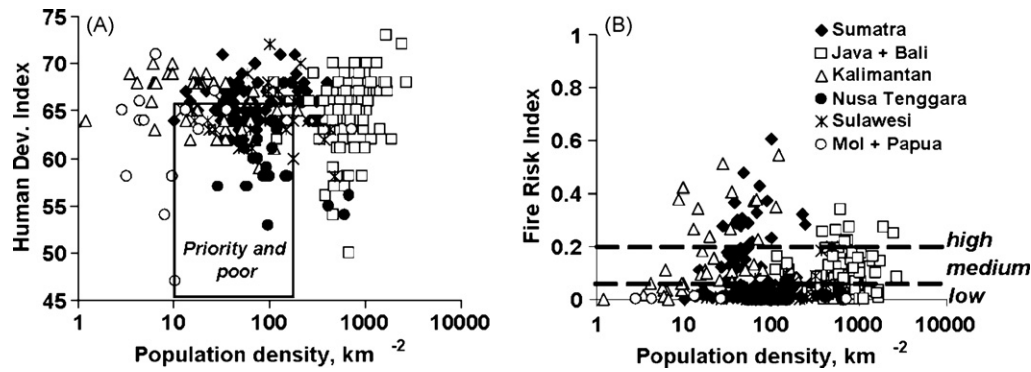 (A)
Human Dev. Index
75
70
65
60
55
50
45
Priority and
poor
1
10
100
1000
10000
Population density, km -2
(B)
Fire Risk Index
1
0.8
0.6
0.4
0.2
0
Sumatra
Java + Bali
Kalimantan
Nusa Tenggara
Sulawesi
Mol + Papua
high
medium
low
1
10
100
1000
10000
Population density, km -2